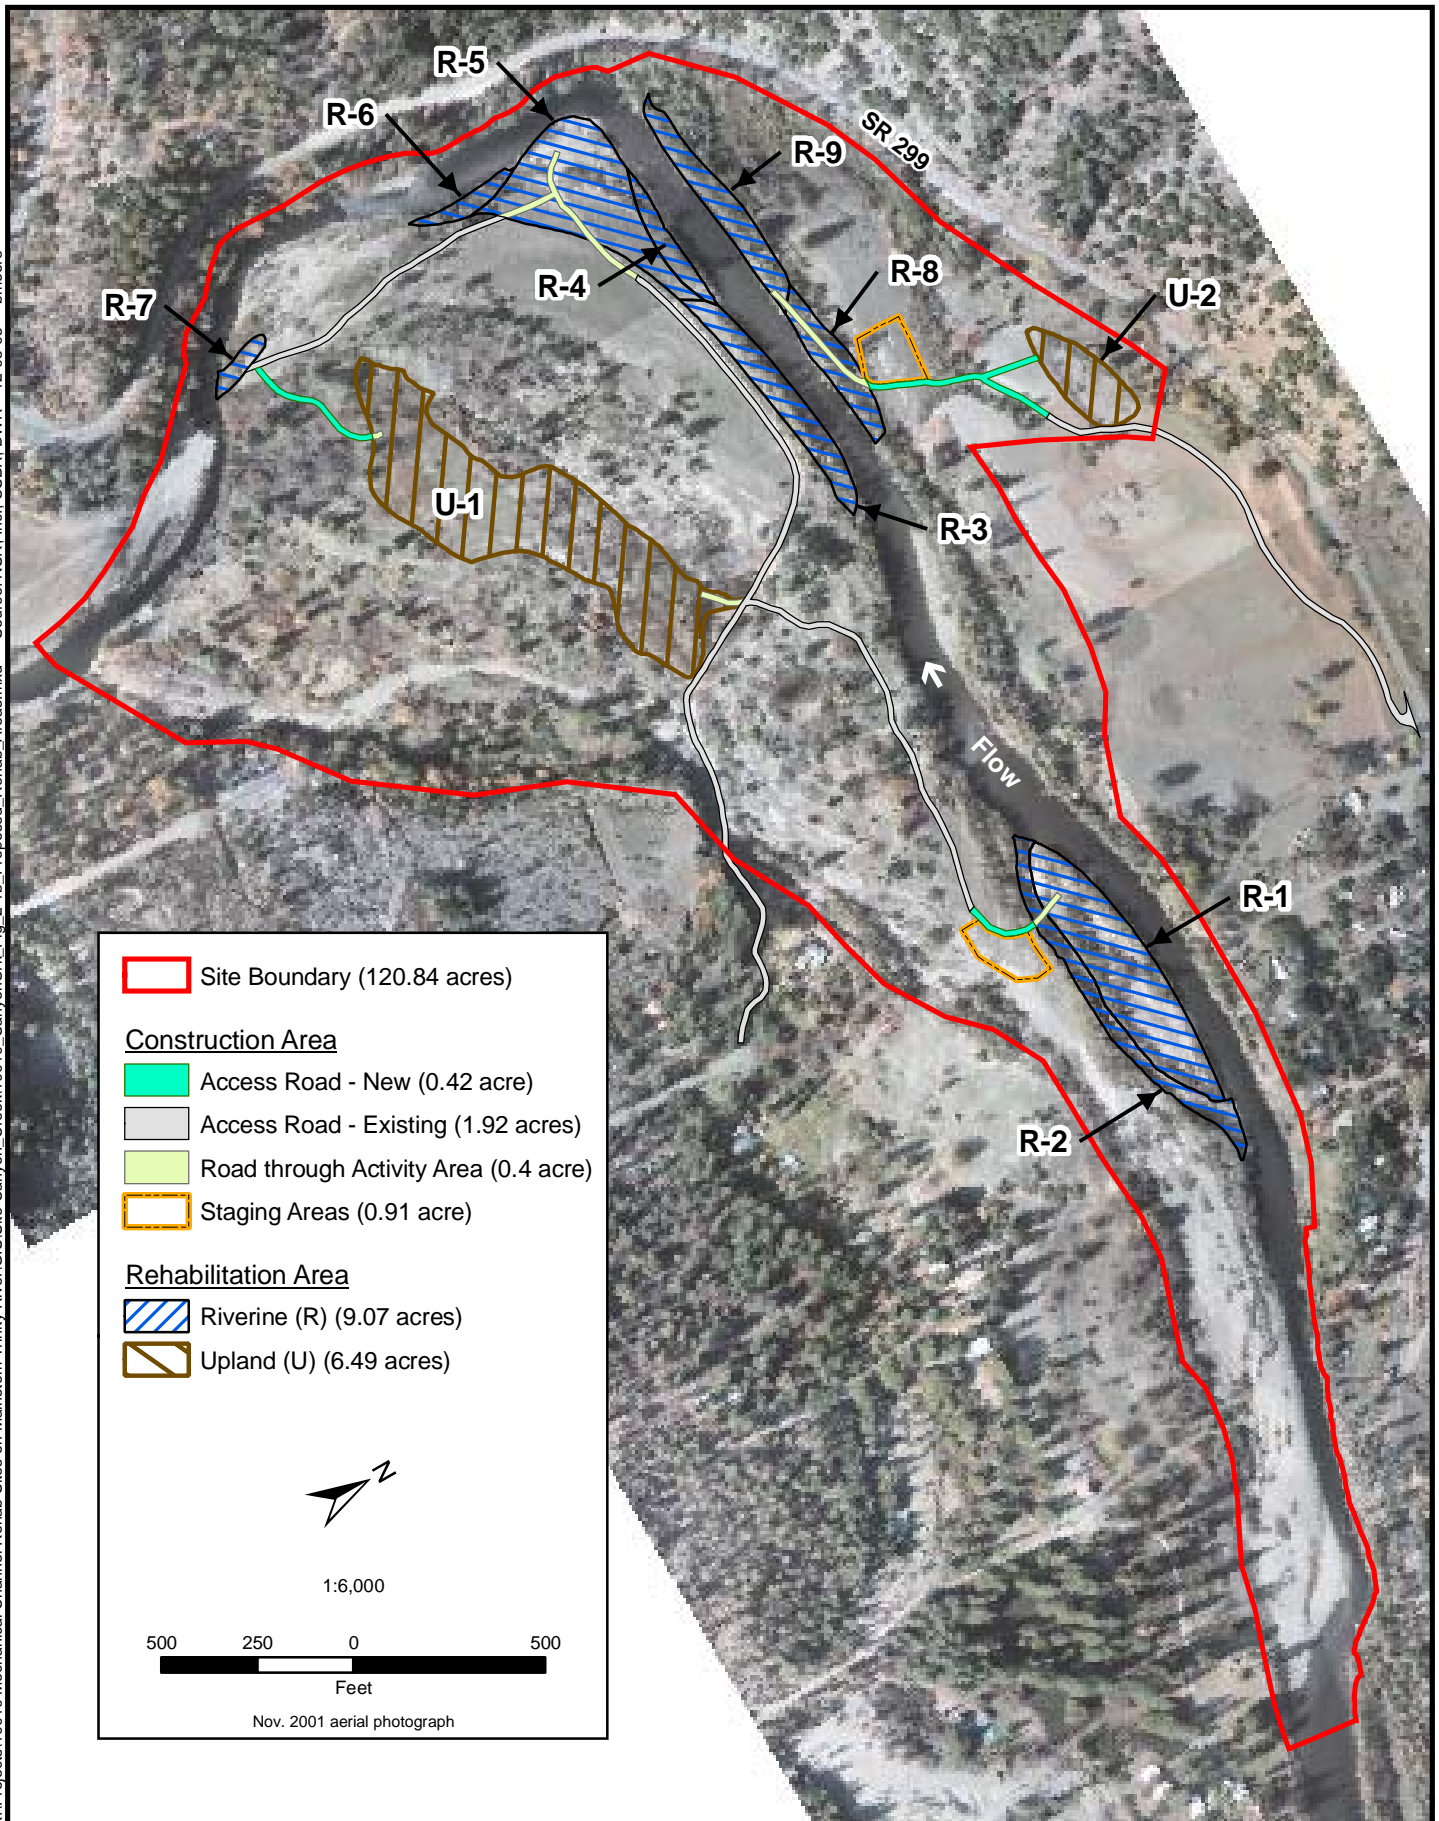 R-5
R-6
SR 299
R-9
R-8
R-4
U-2
R-7
U-1
R-3
Flow
R-1
R-2
Site Boundary (120.84 acres)
Construction Area
Access Road - New (0.42 acre)
Access Road - Existing (1.92 acres)
Road through Activity Area (0.4 acre)
Staging Areas (0.91 acre)
Rehabilitation Area
Riverine (R) (9.07 acres)
Upland (U) (6.49 acres)
N
1:6,000
500 250 0 500
Feet
Nov. 2001 aerial photograph